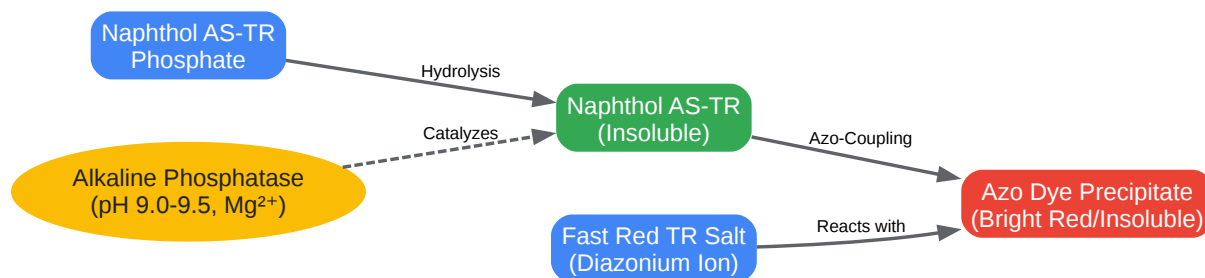 Naphthol AS-TR
Phosphate
Hydrolysis
Naphthol AS-TR
(Insoluble)
Catalyzes
Azo-Coupling
Alkaline Phosphatase
(pH 9.0-9.5, Mg²⁺)
Azo Dye Precipitate
(Bright Red/Insoluble)
Fast Red TR Salt
(Diazonium Ion)
Reacts with